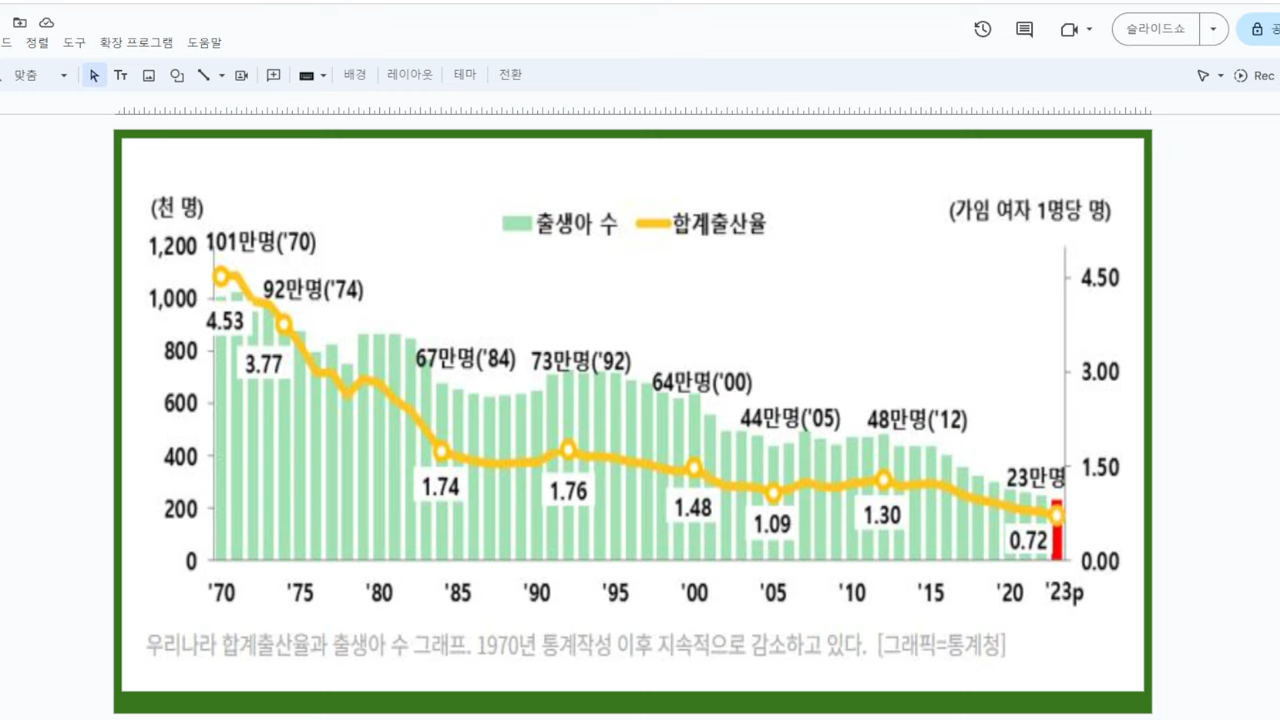 정렬 도구 확장 프로그램 도움말
슬라이드쇼
맞춤 Tт 배경 레이아웃 테마 전환 Rec
(천 명)
출생아 수 합계출산율
(가임 여자 1명당 명)
1,200 101만명('70)
4.50
92만명('74)
1,000
4.53
800
67만명('84) 73만명('92)
3.77
3.00
64만명('00)
600
44만명('05) 48만명('12)
400
1.50
23만명
1.74 1.76 1.48 1.09 1.30
200
0.72
0
0.00
'70 '75 '80 '85 '90 '95 '00 '05 '10 '15 '20 '23p
우리나라 합계출산율과 출생아 수 그래프. 1970년 통계작성 이후 지속적으로 감소하고 있다. [그래픽=통계청]